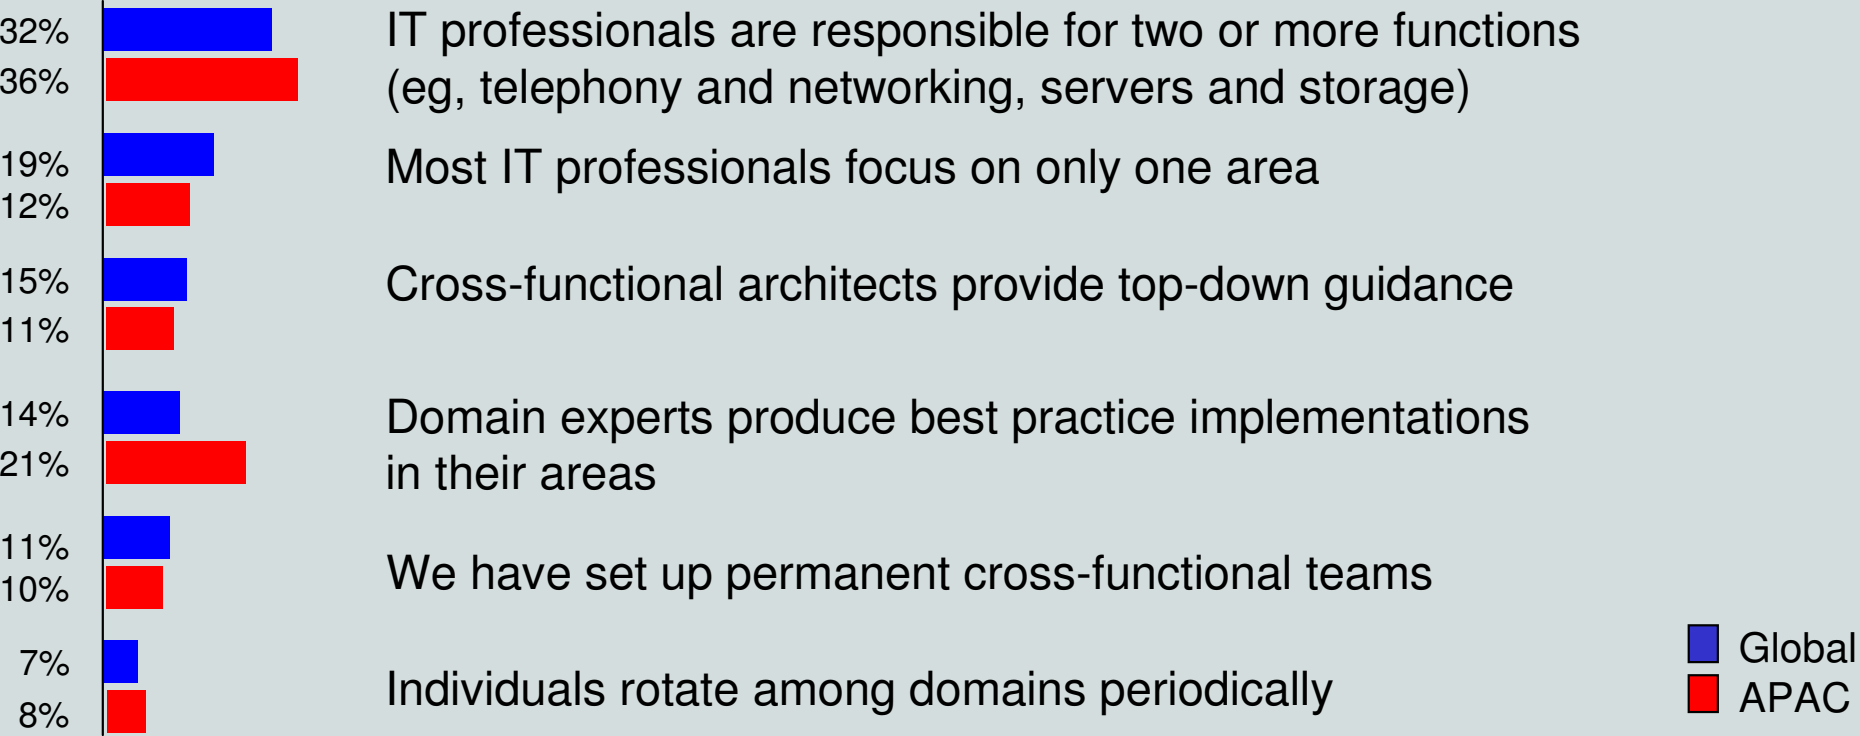 32%
36%
IT professionals are responsible for two or more functions
(eg, telephony and networking, servers and storage)
19%
12%
Most IT professionals focus on only one area
15%
11%
Cross-functional architects provide top-down guidance
14%
21%
Domain experts produce best practice implementations
in their areas
11%
10%
We have set up permanent cross-functional teams
7%
8%
Individuals rotate among domains periodically
Global
APAC